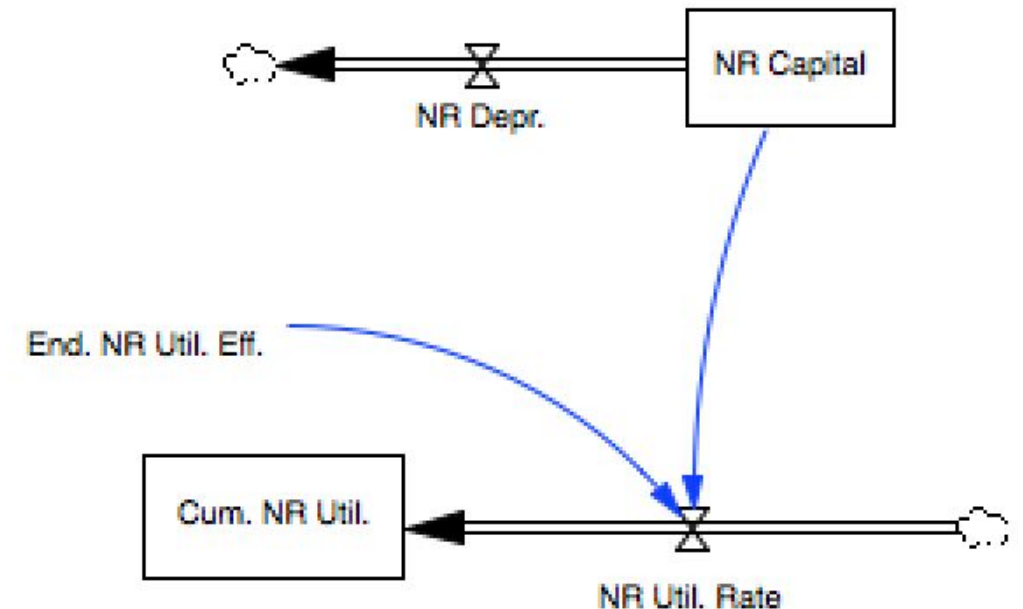 NR Capital
NR Depr.
End. NR Util. Eff.
Cum. NR Util.
NR Util. Rate